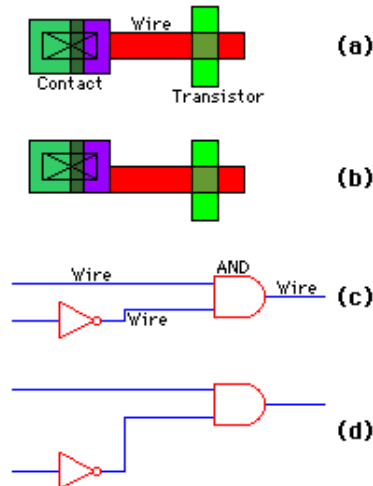 Wire
(a)
Contact
Transistor
(b)
AND
Wire
Wire
(c)
Wire
(d)